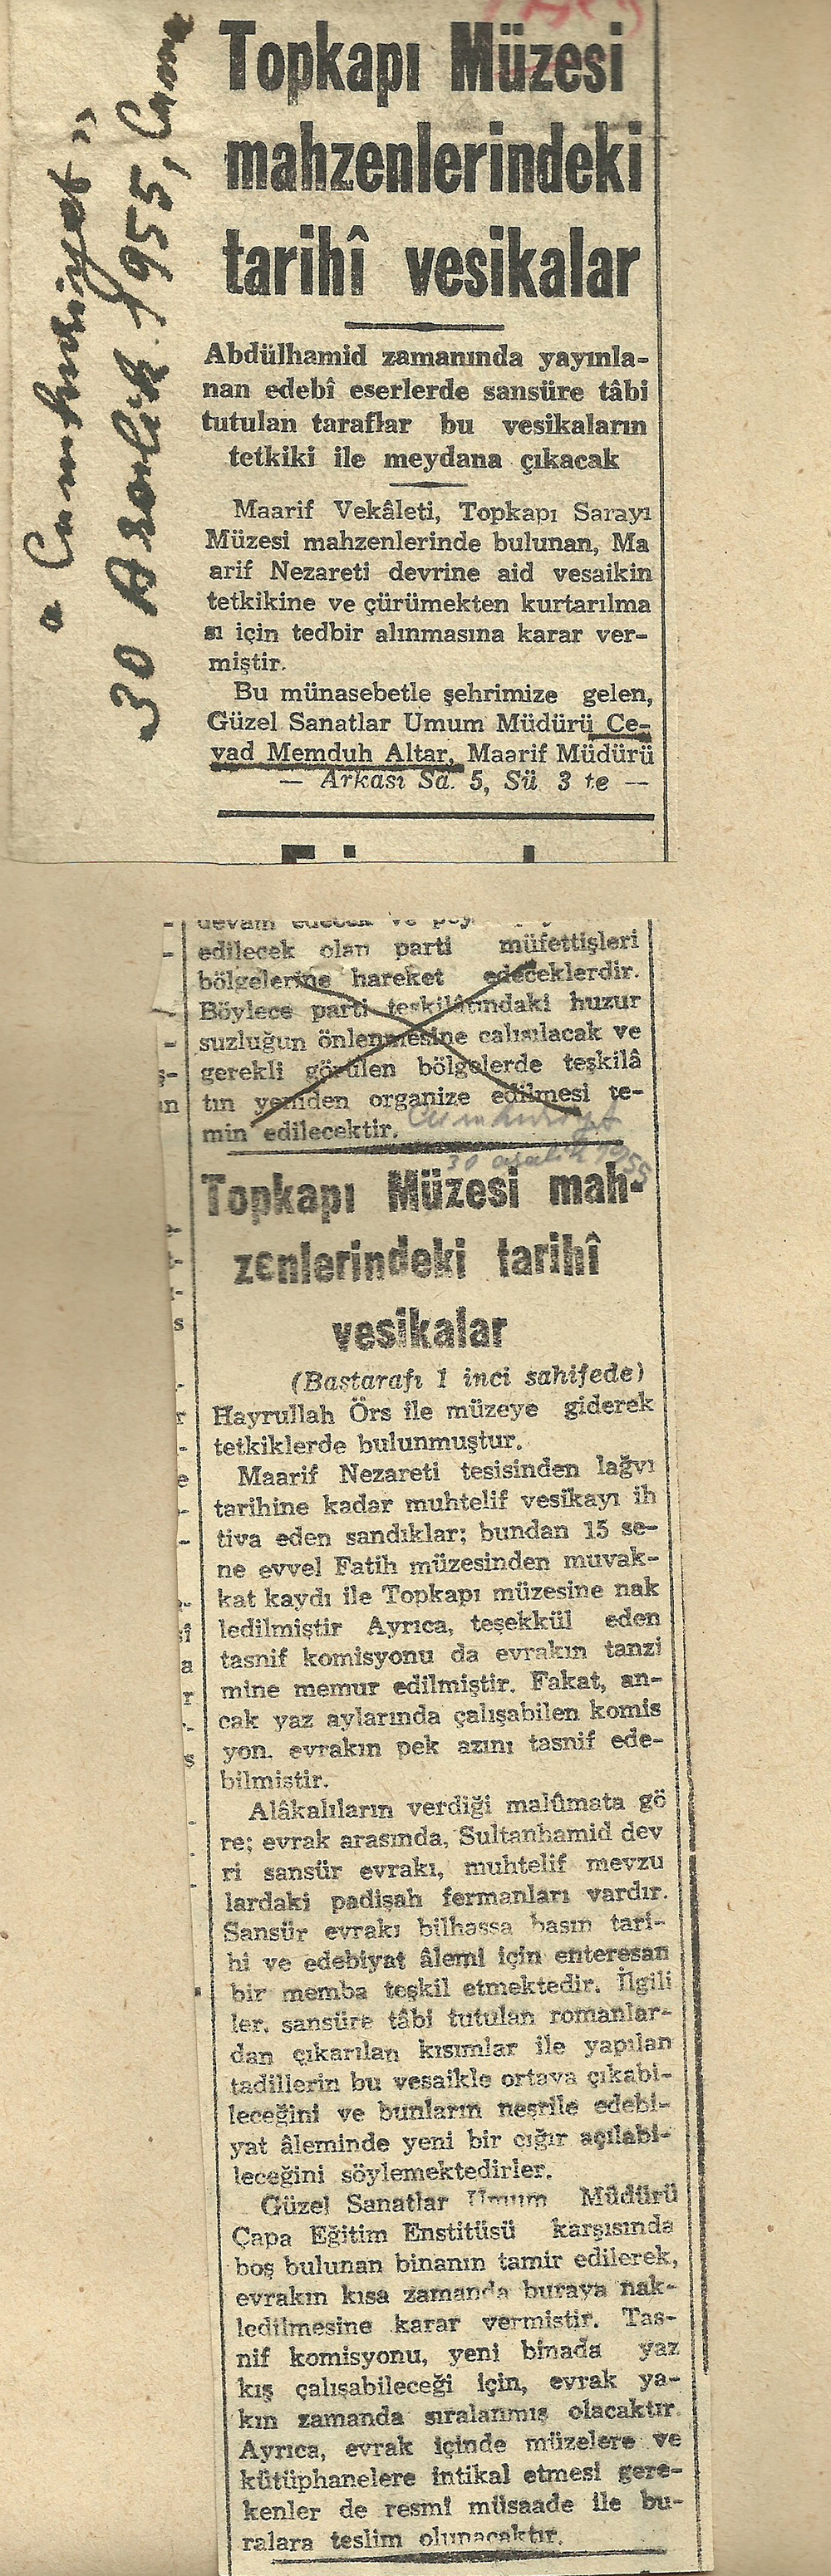 "Cumhuriyet"
30 Aralık 1955, Cuma
Topkapı Müzesi
mahzenlerindeki
tarihî vesikalar
Abdülhamid zamanında yayınla-
nan edebî eserlerde sansüre tâbi
tutulan taraflar bu vesikaların
tetkiki ile meydana çıkacak
Maarif Vekâleti, Topkapı Sarayı
Müzesi mahzenlerinde bulunan, Ma
arif Nezareti devrine aid vesaikin
tetkikine ve çürümekten kurtarılma
sı için tedbir alınmasına karar ver-
miştir.
Bu münasebetle şehrimize gelen,
Güzel Sanatlar Umum Müdürü Ce-
vad Memduh Altar, Maarif Müdürü
— Arkası Sa. 5, Sü 3 te —
devam edecek ve
edilecek olan parti müfettişleri
bölgelerine hareket edeceklerdir.
Böylece parti teşkilâtındaki huzur
suzluğun önlenmesine calışılacak ve
gerekli görülen bölgelerde teşkilâ
tın yeniden organize edilmesi te-
min edilecektir.
Cumhuriyet
30 aralık 1955
Topkapı Müzesi mah-
zenlerindeki tarihî
vesikalar
(Baştarafı 1 inci sahifede)
Hayrullah Örs ile müzeye giderek
tetkiklerde bulunmuştur.
Maarif Nezareti tesisinden lağvı
tarihine kadar muhtelif vesikayı ih
tiva eden sandıklar; bundan 15 se-
ne evvel Fatih müzesinden muvak-
kat kaydı ile Topkapı müzesine nak
ledilmiştir Ayrıca, teşekkül eden
tasnif komisyonu da evrakın tanzi
mine memur edilmiştir. Fakat, an-
cak yaz aylarında çalışabilen komis
yon, evrakın pek azını tasnif ede-
bilmiştir.
Alâkalıların verdiği malûmata gö
re; evrak arasında, Sultanhamid dev
ri sansür evrakı, muhtelif mevzu
lardaki padişah fermanları vardır.
Sansür evrakı bilhassa basın tari-
hi ve edebiyat âlemi için enteresan
bir memba teşkil etmektedir. İlgili
ler, sansüre tâbi tutulan romanlar-
dan çıkarılan kısımlar ile yapılan
tadillerin bu vesaikle ortaya çıkabi-
leceğini ve bunların neşrile edebi-
yat âleminde yeni bir çığır açılabi-
leceğini söylemektedirler.
Güzel Sanatlar Umum Müdürü
Çapa Eğitim Enstitüsü karşısında
boş bulunan binanın tamir edilerek,
evrakın kısa zamanda buraya nak-
ledilmesine karar vermiştir. Tas-
nif komisyonu, yeni binada yaz
kış çalışabileceği için, evrak ya-
kın zamanda sıralanmış olacaktır.
Ayrıca, evrak içinde müzelere ve
kütüphanelere intikal etmesi gere-
kenler de resmî müsaade ile bu-
ralara teslim olunacaktır.